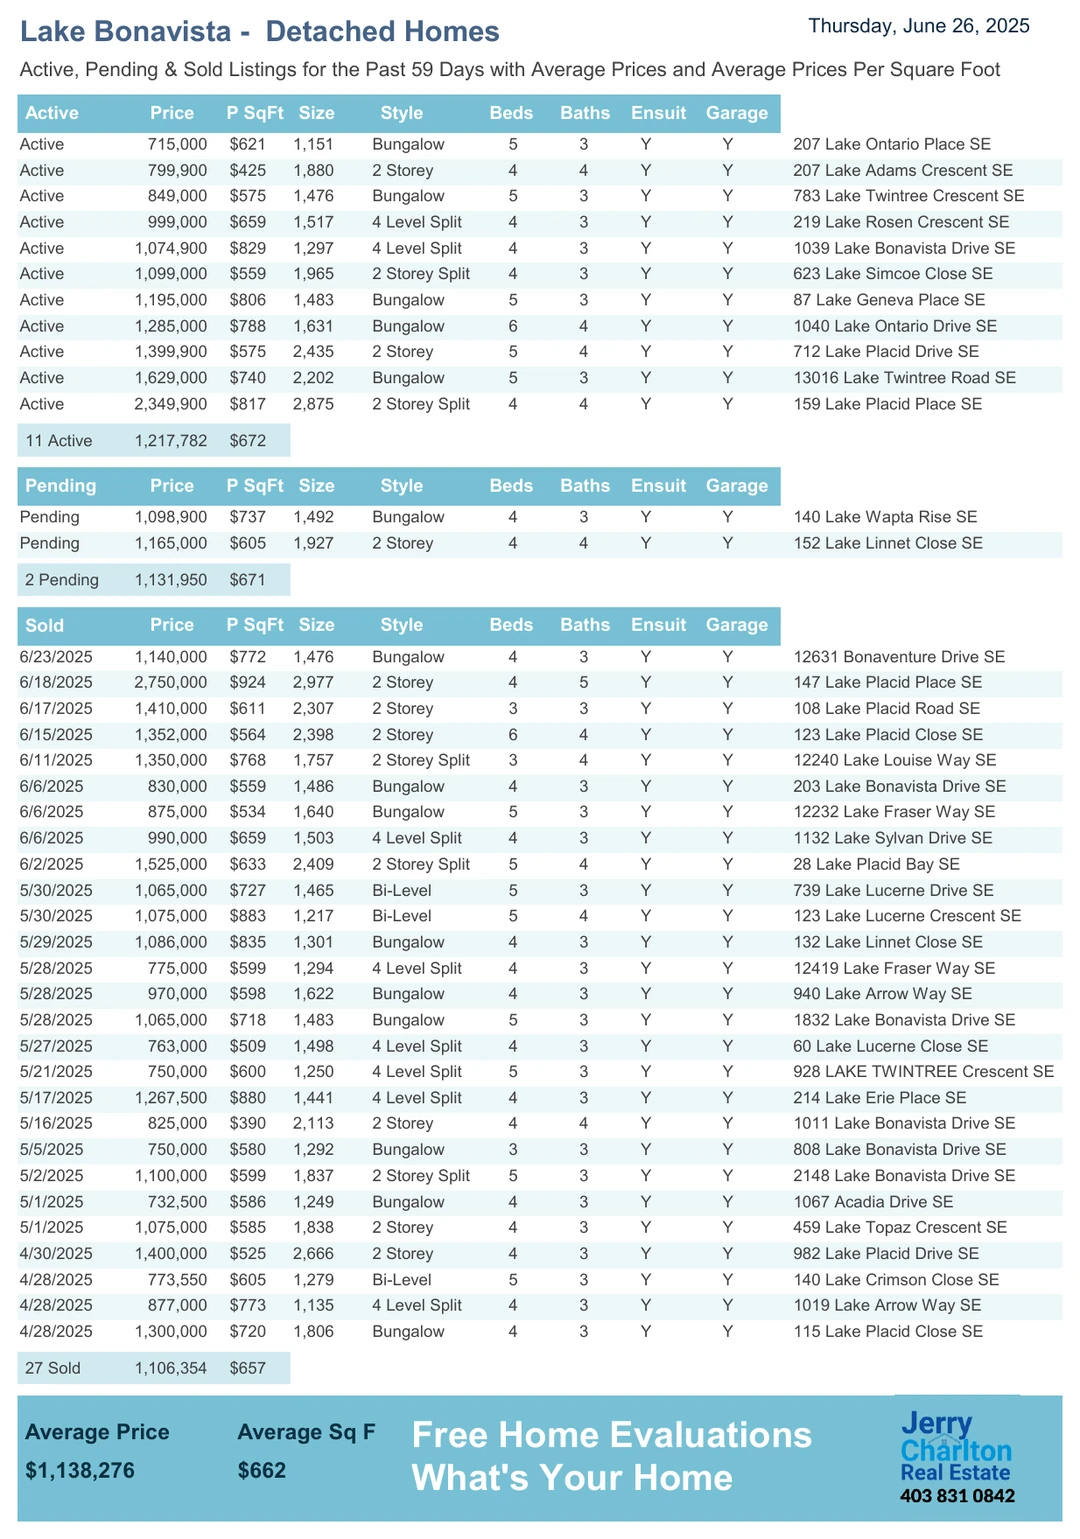 Lake Bonavista -  Detached Homes
Thursday, June 26, 2025
Active, Pending & Sold Listings for the Past 59 Days with Average Prices and Average Prices Per Square Foot
Active Price P SqFt Size Style Beds Baths Ensuit Garage
Active 715,000 $621 1,151 Bungalow 5 3 Y Y 207 Lake Ontario Place SE
Active 799,900 $425 1,880 2 Storey 4 4 Y Y 207 Lake Adams Crescent SE
Active 849,000 $575 1,476 Bungalow 5 3 Y Y 783 Lake Twintree Crescent SE
Active 999,000 $659 1,517 4 Level Split 4 3 Y Y 219 Lake Rosen Crescent SE
Active 1,074,900 $829 1,297 4 Level Split 4 3 Y Y 1039 Lake Bonavista Drive SE
Active 1,099,000 $559 1,965 2 Storey Split 4 3 Y Y 623 Lake Simcoe Close SE
Active 1,195,000 $806 1,483 Bungalow 5 3 Y Y 87 Lake Geneva Place SE
Active 1,285,000 $788 1,631 Bungalow 6 4 Y Y 1040 Lake Ontario Drive SE
Active 1,399,900 $575 2,435 2 Storey 5 4 Y Y 712 Lake Placid Drive SE
Active 1,629,000 $740 2,202 Bungalow 5 3 Y Y 13016 Lake Twintree Road SE
Active 2,349,900 $817 2,875 2 Storey Split 4 4 Y Y 159 Lake Placid Place SE
11 Active 1,217,782 $672
Pending Price P SqFt Size Style Beds Baths Ensuit Garage
Pending 1,098,900 $737 1,492 Bungalow 4 3 Y Y 140 Lake Wapta Rise SE
Pending 1,165,000 $605 1,927 2 Storey 4 4 Y Y 152 Lake Linnet Close SE
2 Pending 1,131,950 $671
Sold Price P SqFt Size Style Beds Baths Ensuit Garage
6/23/2025 1,140,000 $772 1,476 Bungalow 4 3 Y Y 12631 Bonaventure Drive SE
6/18/2025 2,750,000 $924 2,977 2 Storey 4 5 Y Y 147 Lake Placid Place SE
6/17/2025 1,410,000 $611 2,307 2 Storey 3 3 Y Y 108 Lake Placid Road SE
6/15/2025 1,352,000 $564 2,398 2 Storey 6 4 Y Y 123 Lake Placid Close SE
6/11/2025 1,350,000 $768 1,757 2 Storey Split 3 4 Y Y 12240 Lake Louise Way SE
6/6/2025 830,000 $559 1,486 Bungalow 4 3 Y Y 203 Lake Bonavista Drive SE
6/6/2025 875,000 $534 1,640 Bungalow 5 3 Y Y 12232 Lake Fraser Way SE
6/6/2025 990,000 $659 1,503 4 Level Split 4 3 Y Y 1132 Lake Sylvan Drive SE
6/2/2025 1,525,000 $633 2,409 2 Storey Split 5 4 Y Y 28 Lake Placid Bay SE
5/30/2025 1,065,000 $727 1,465 Bi-Level 5 3 Y Y 739 Lake Lucerne Drive SE
5/30/2025 1,075,000 $883 1,217 Bi-Level 5 4 Y Y 123 Lake Lucerne Crescent SE
5/29/2025 1,086,000 $835 1,301 Bungalow 4 3 Y Y 132 Lake Linnet Close SE
5/28/2025 775,000 $599 1,294 4 Level Split 4 3 Y Y 12419 Lake Fraser Way SE
5/28/2025 970,000 $598 1,622 Bungalow 4 3 Y Y 940 Lake Arrow Way SE
5/28/2025 1,065,000 $718 1,483 Bungalow 5 3 Y Y 1832 Lake Bonavista Drive SE
5/27/2025 763,000 $509 1,498 4 Level Split 4 3 Y Y 60 Lake Lucerne Close SE
5/21/2025 750,000 $600 1,250 4 Level Split 5 3 Y Y 928 LAKE TWINTREE Crescent SE
5/17/2025 1,267,500 $880 1,441 4 Level Split 4 3 Y Y 214 Lake Erie Place SE
5/16/2025 825,000 $390 2,113 2 Storey 4 4 Y Y 1011 Lake Bonavista Drive SE
5/5/2025 750,000 $580 1,292 Bungalow 3 3 Y Y 808 Lake Bonavista Drive SE
5/2/2025 1,100,000 $599 1,837 2 Storey Split 5 3 Y Y 2148 Lake Bonavista Drive SE
5/1/2025 732,500 $586 1,249 Bungalow 4 3 Y Y 1067 Acadia Drive SE
5/1/2025 1,075,000 $585 1,838 2 Storey 4 3 Y Y 459 Lake Topaz Crescent SE
4/30/2025 1,400,000 $525 2,666 2 Storey 4 3 Y Y 982 Lake Placid Drive SE
4/28/2025 773,550 $605 1,279 Bi-Level 5 3 Y Y 140 Lake Crimson Close SE
4/28/2025 877,000 $773 1,135 4 Level Split 4 3 Y Y 1019 Lake Arrow Way SE
4/28/2025 1,300,000 $720 1,806 Bungalow 4 3 Y Y 115 Lake Placid Close SE
27 Sold 1,106,354 $657
Average Price Average Sq F
$1,138,276 $662
Free Home Evaluations
What's Your Home
Jerry
Charlton
Real Estate
403 831 0842